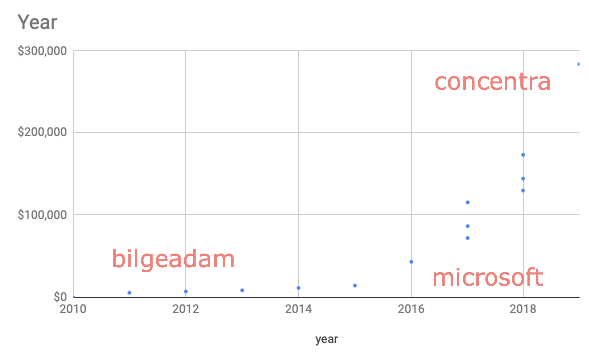 Year
$300,000
concentra
$200,000
$100,000
bilgeadam
microsoft
$0
2010 2012 2014 2016 2018
year